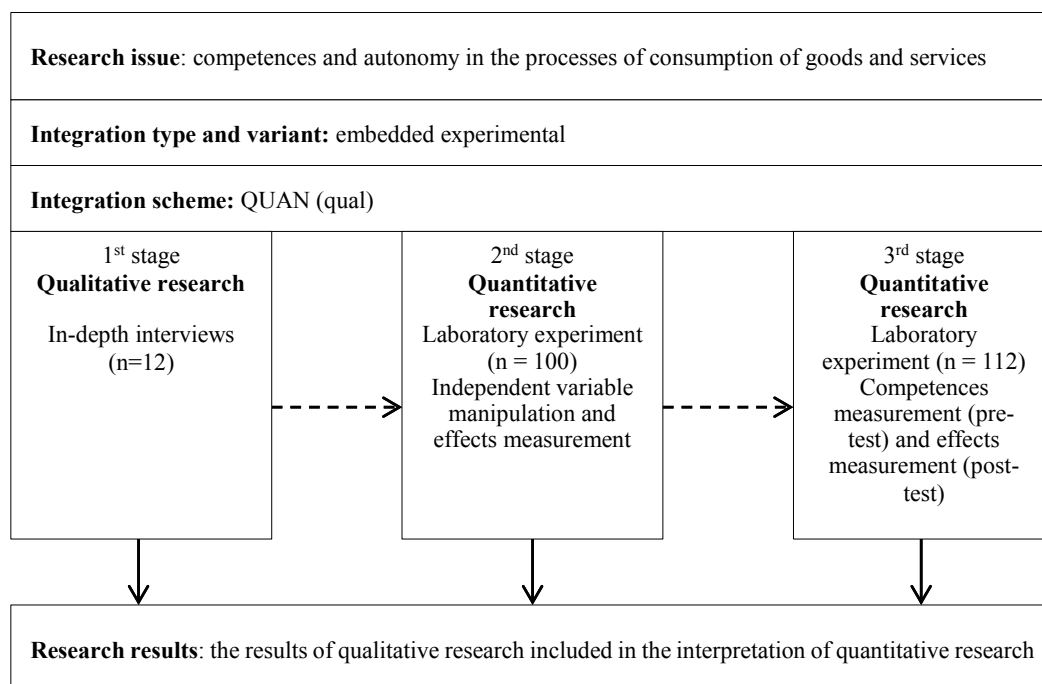 Research issue: competences and autonomy in the processes of consumption of goods and services
Integration type and variant: embedded experimental
Integration scheme: QUAN (qual)
1st stage
Qualitative research
In-depth interviews
(n=12)
2nd stage
Quantitative
research
Laboratory experiment
(n = 100)
Independent variable
manipulation and
effects measurement
3rd stage
Quantitative
research
Laboratory
experiment (n = 112)
Competences
measurement (pre-
test) and effects
measurement (post-
test)
Research results: the results of qualitative research included in the interpretation of quantitative research